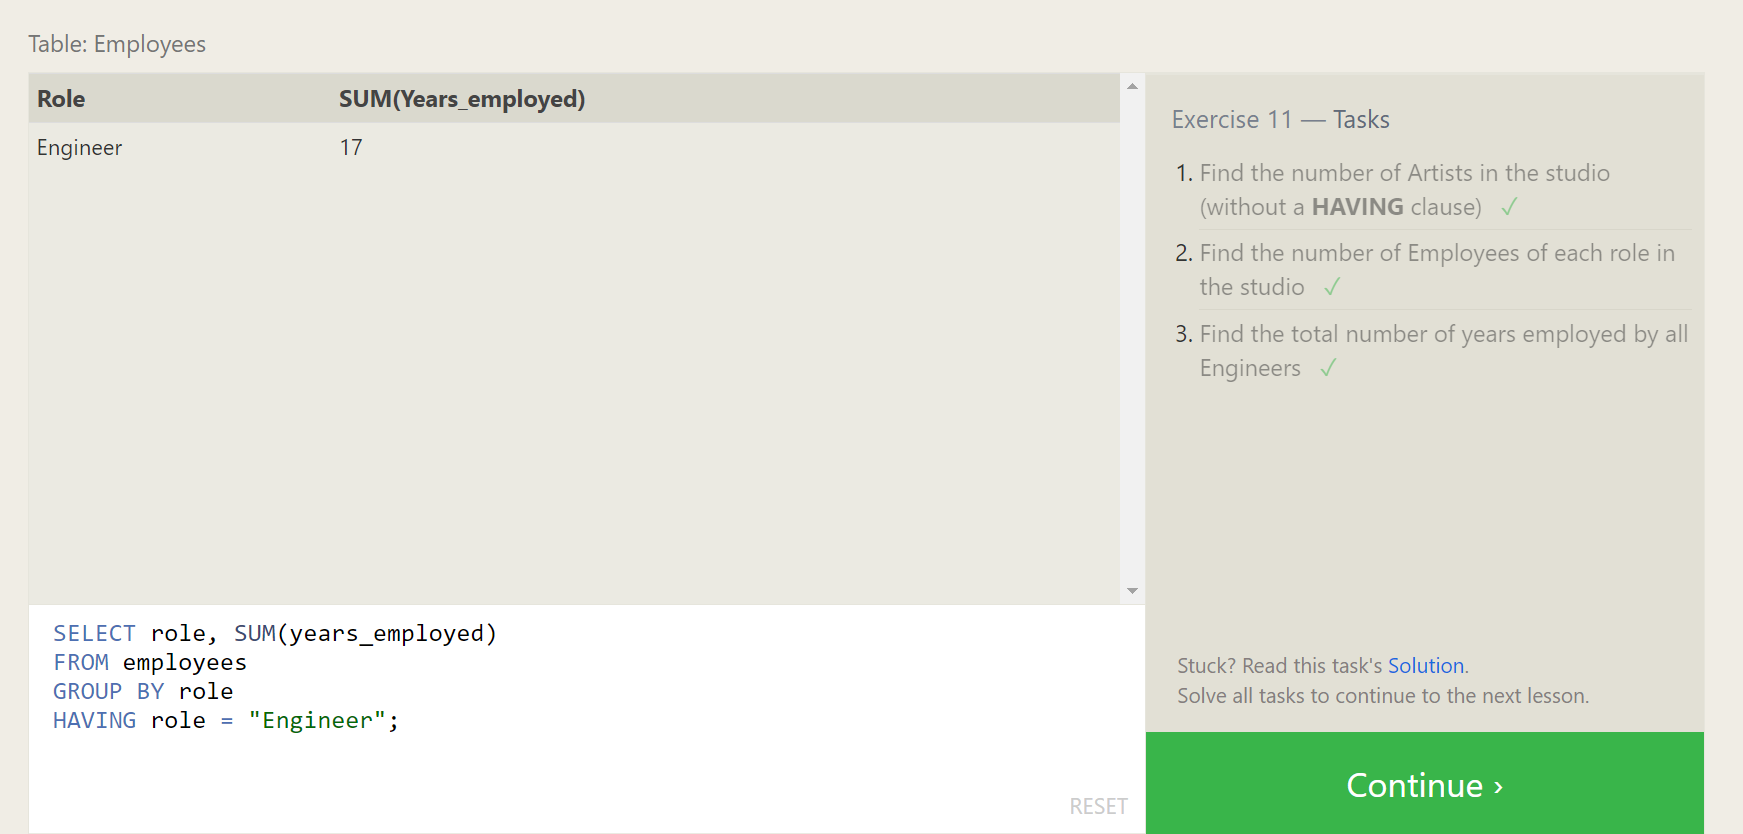 Table: Employees
Role SUM(Years_employed)
Engineer 17
SELECT role, SUM(years_employed)
FROM employees
GROUP BY role
HAVING role = "Engineer";
RESET
Exercise 11 — Tasks
1. Find the number of Artists in the studio
(without a HAVING clause) ✓
2. Find the number of Employees of each role in
the studio ✓
3. Find the total number of years employed by all
Engineers ✓
Stuck? Read this task's Solution.
Solve all tasks to continue to the next lesson.
Continue ›